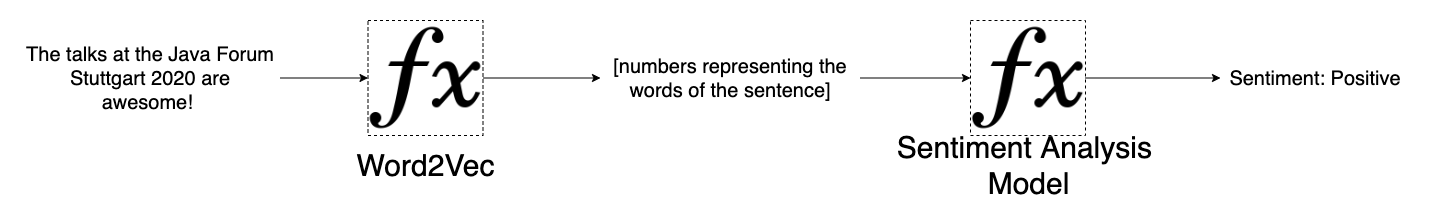 The talks at the Java Forum
Stuttgart 2020 are
awesome!
fx
Word2Vec
[numbers representing the
words of the sentence]
fx
Sentiment Analysis
Model
Sentiment: Positive